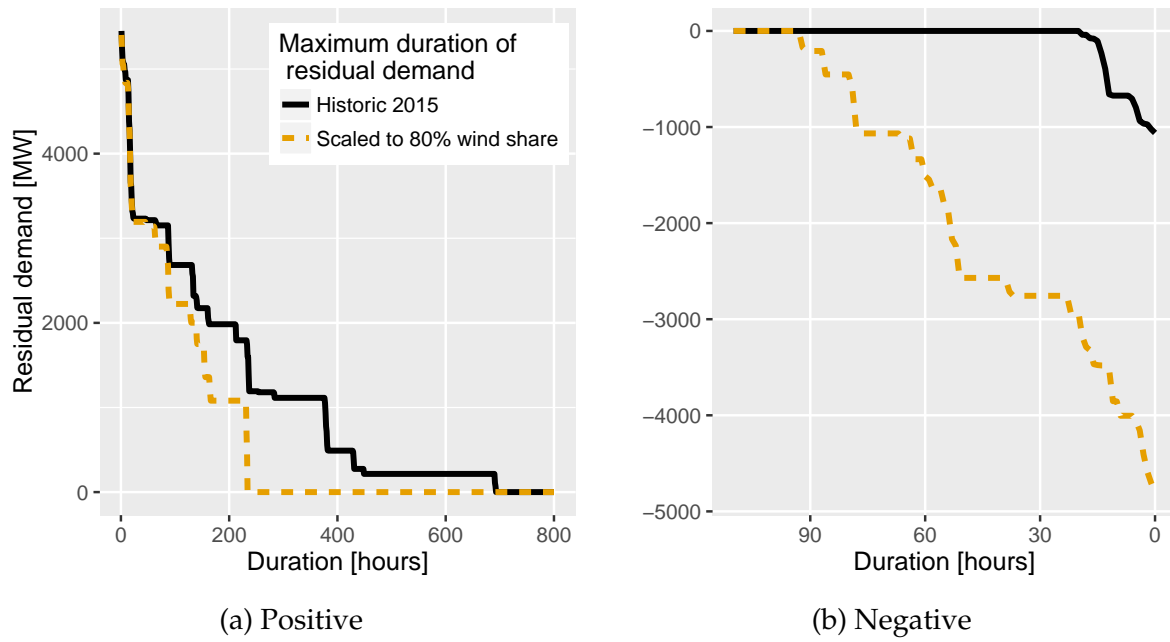 Residual demand [MW]
4000
2000
0
Maximum duration of
residual demand
Historic 2015
Scaled to 80% wind share
0
200
400
600
800
Duration [hours]
(a) Positive
0
−1000
−2000
−3000
−4000
−5000
90
60
30
0
Duration [hours]
(b) Negative